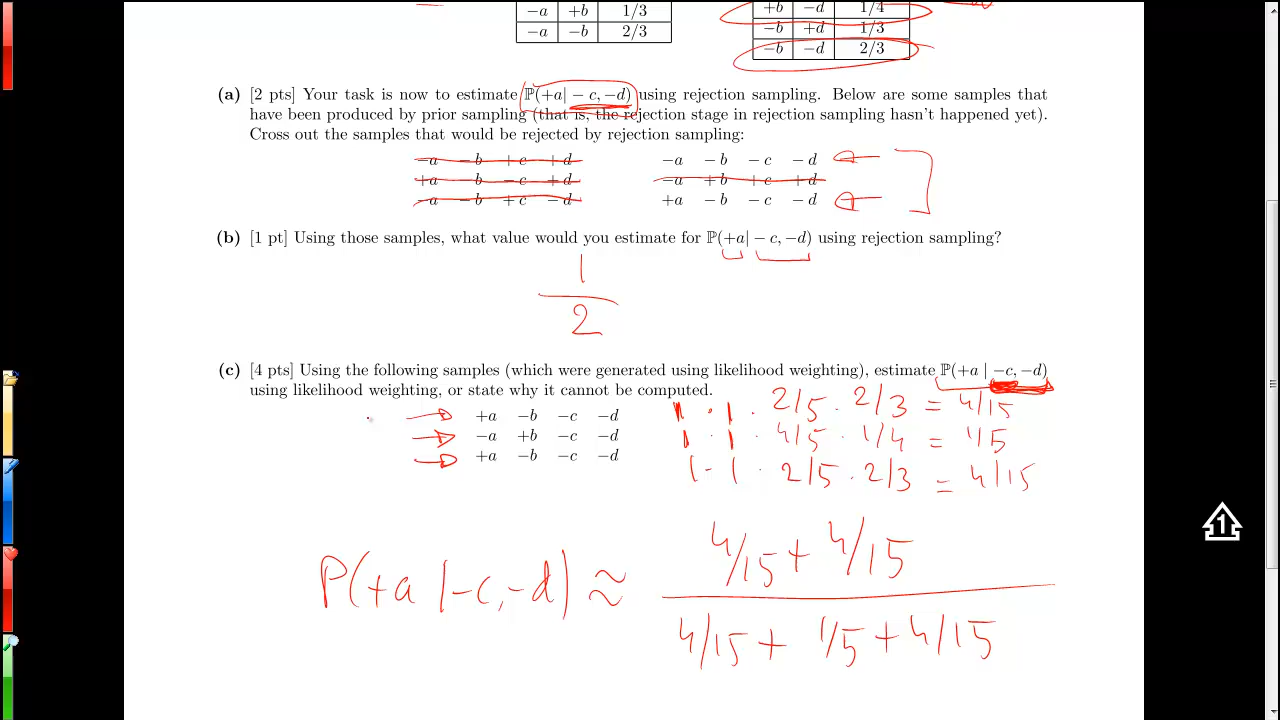 −a +b 1/3
−a −b 2/3
+b −d 1/4
−b +d 1/3
−b −d 2/3
(a) [2 pts] Your task is now to estimate ℙ(+a| − c, −d) using rejection sampling. Below are some samples that
have been produced by prior sampling (that is, the rejection stage in rejection sampling hasn't happened yet).
Cross out the samples that would be rejected by rejection sampling:
−a −b +c +d −a −b −c −d
+a −b −c +d −a +b +c +d
−a −b +c −d +a −b −c −d
(b) [1 pt] Using those samples, what value would you estimate for ℙ(+a| − c, −d) using rejection sampling?
1
2
(c) [4 pts] Using the following samples (which were generated using likelihood weighting), estimate ℙ(+a | −c, −d)
using likelihood weighting, or state why it cannot be computed.
+a −b −c −d 1 · 1 · 2/5 · 2/3 = 4/15
−a +b −c −d 1 · 1 · 4/5 · 1/4 = 1/5
+a −b −c −d 1 · 1 · 2/5 · 2/3 = 4/15
4/15 + 4/15
P(+a | −c, −d) ≈
4/15 + 1/5 + 4/15
1